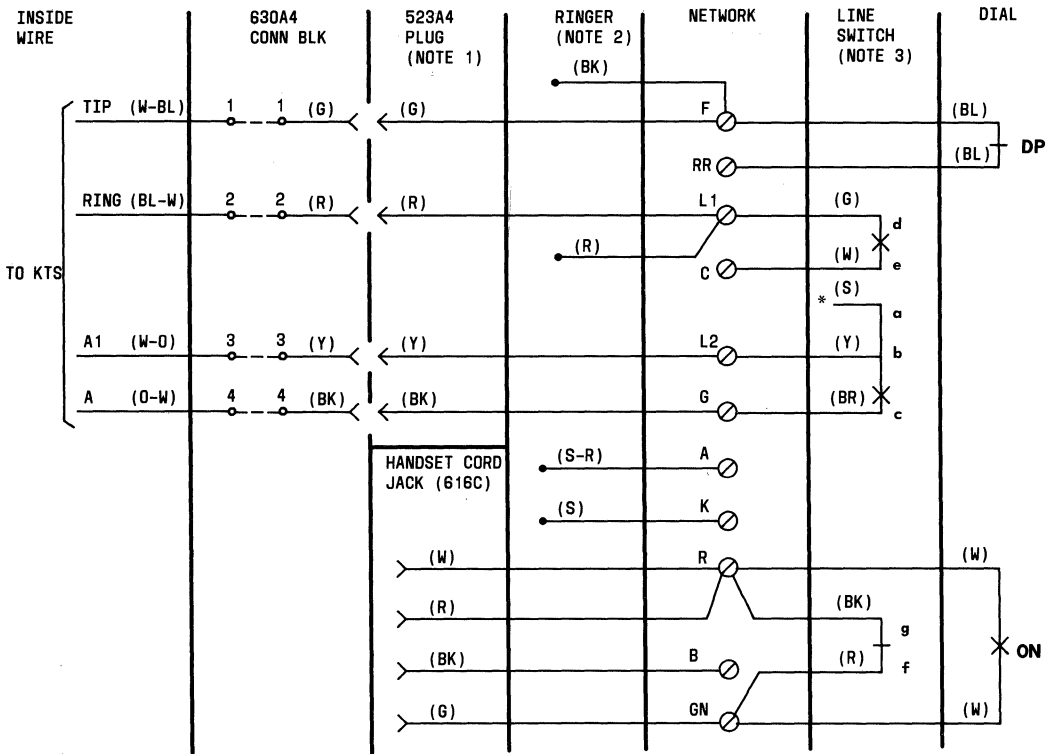 INSIDE WIRE
630A4 CONN BLK
523A4 PLUG (NOTE 1)
RINGER (NOTE 2)
NETWORK
LINE SWITCH (NOTE 3)
DIAL
(BK)
TIP (W-BL) 1 1 (G) (G) F (BL)
RR (BL) DP
RING (BL-W) 2 2 (R) (R) L1 (G) d
(R) C (W) e
TO KTS
* (S) a
A1 (W-O) 3 3 (Y) (Y) L2 (Y) b
A (O-W) 4 4 (BK) (BK) G (BR) c
HANDSET CORD JACK (616C)
(S-R) A
(S) K
(W) R (W)
(R) (BK) g
(BK) B (R) f ON
(G) GN (W)